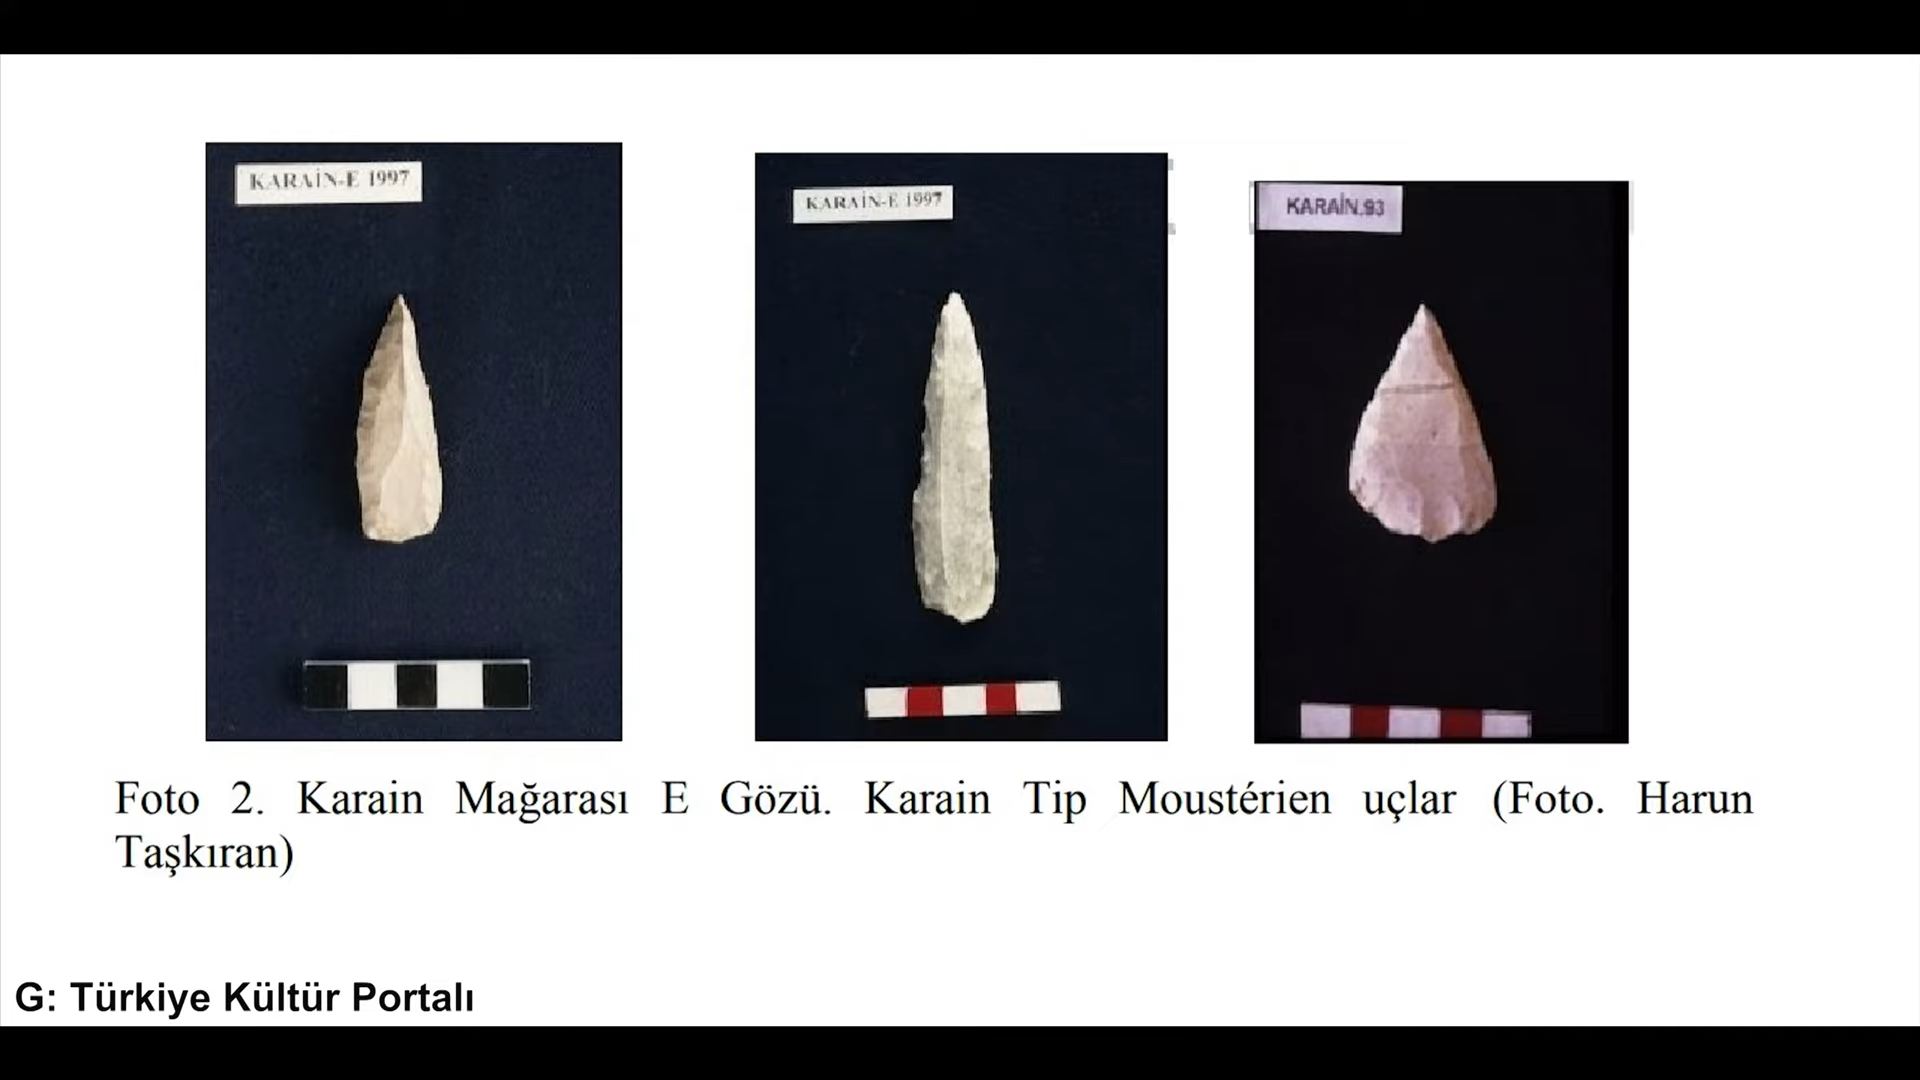 KARAİN-E 1997
KARAİN-E 1997
KARAİN.93
Foto 2. Karain Mağarası E Gözü. Karain Tip Moustérien uçlar (Foto. Harun
Taşkıran)
G: Türkiye Kültür Portalı